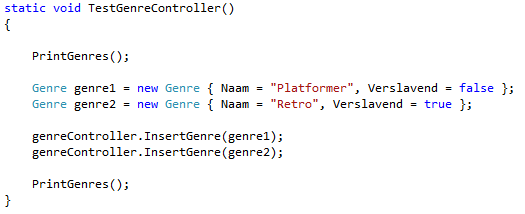 static void TestGenreController()
{
PrintGenres();
Genre genre1 = new Genre { Naam = "Platformer", Verslavend = false };
Genre genre2 = new Genre { Naam = "Retro", Verslavend = true };
genreController.InsertGenre(genre1);
genreController.InsertGenre(genre2);
PrintGenres();
}